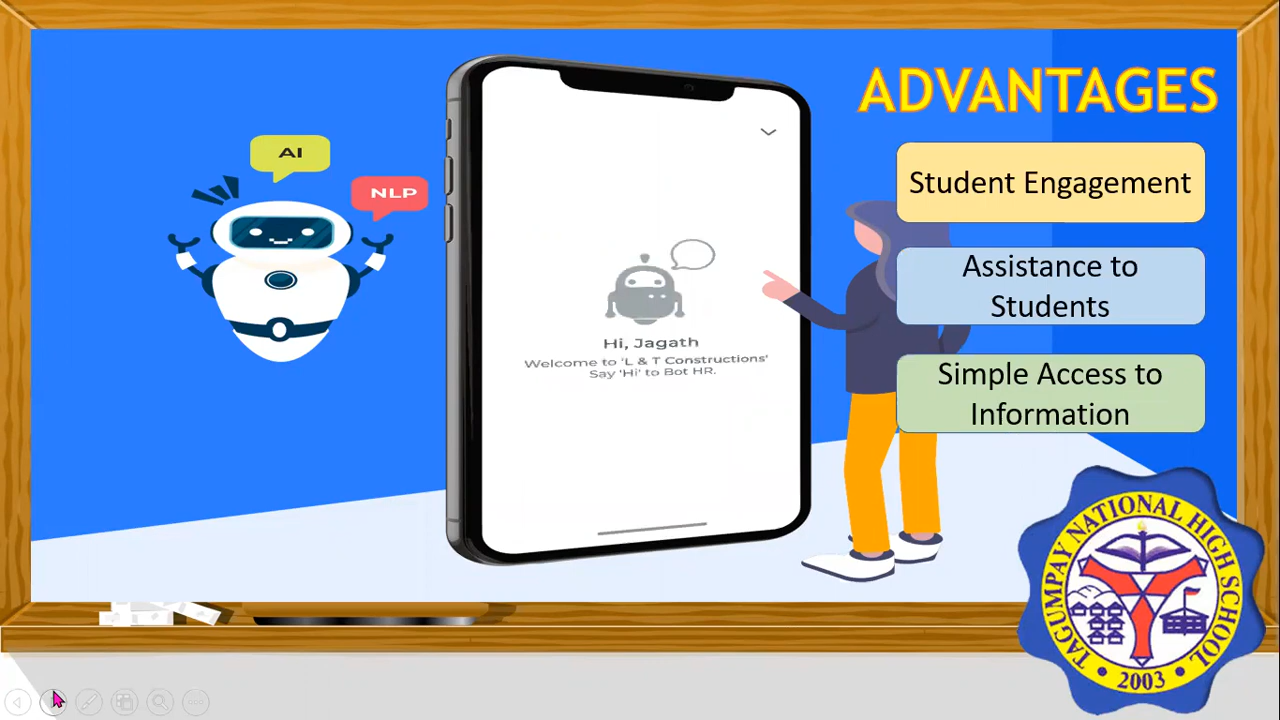 ADVANTAGES
AI
NLP
Student Engagement
Assistance to
Students
Hi, Jagath
Welcome to 'L & T Constructions'
Say 'Hi' to Bot HR.
Simple Access to
Information
TAGUMPAY NATIONAL HIGH SCHOOL
2003